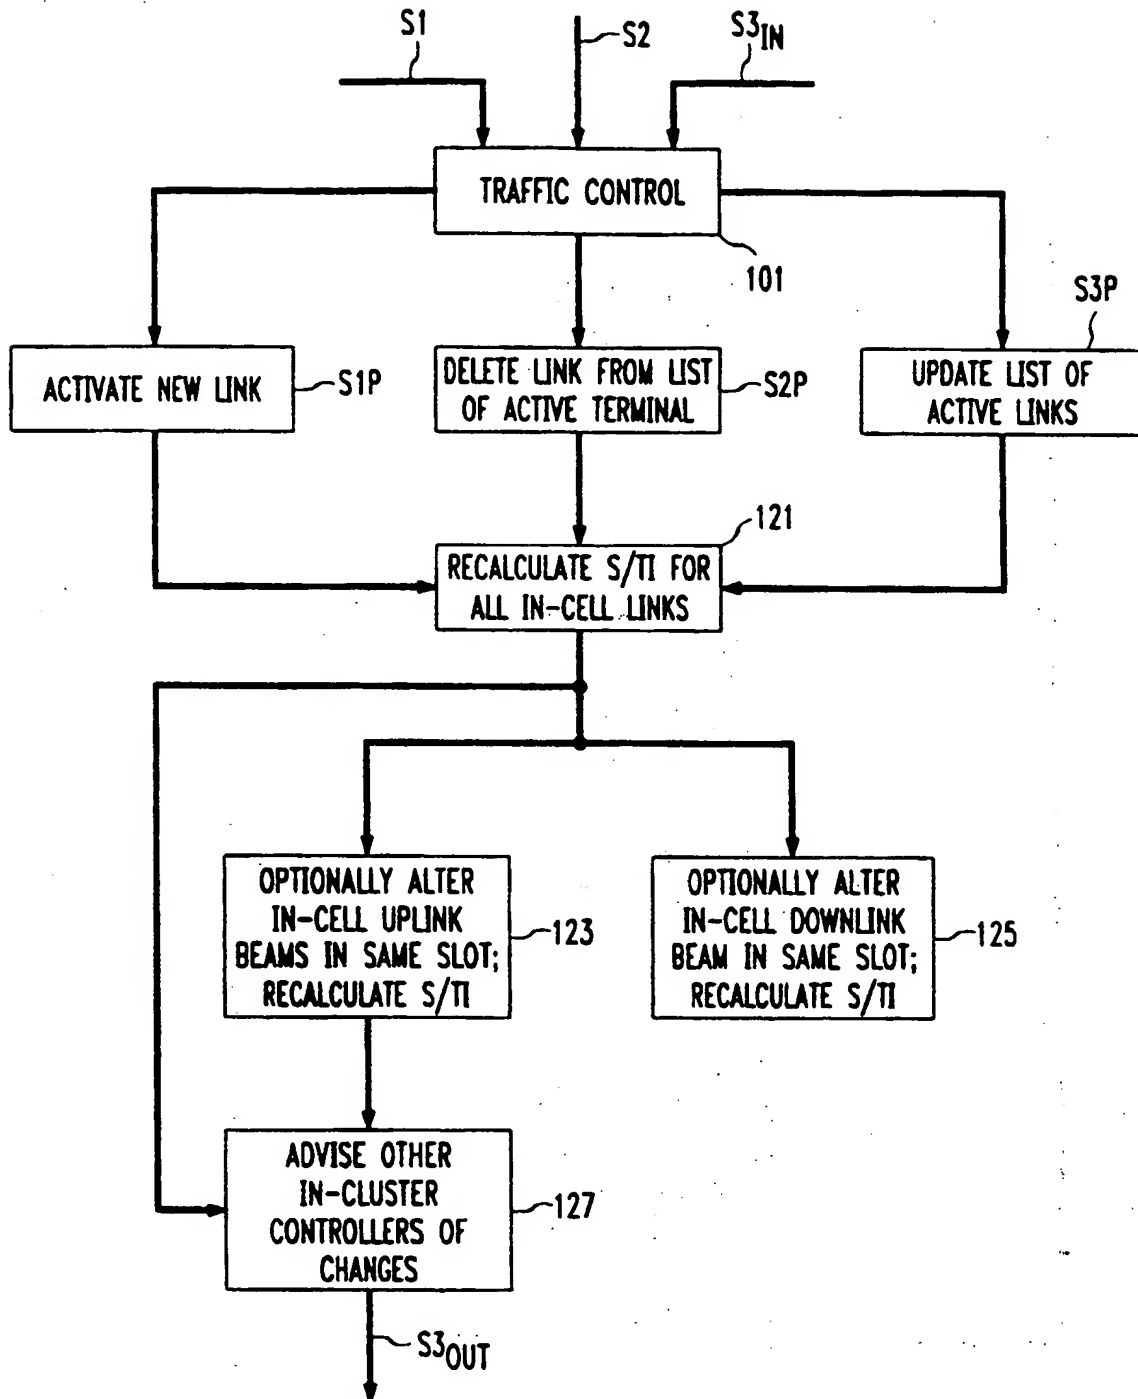 S1
S2
S3IN
TRAFFIC CONTROL
101
S3P
ACTIVATE NEW LINK
S1P
DELETE LINK FROM LIST
OF ACTIVE TERMINAL
S2P
UPDATE LIST OF
ACTIVE LINKS
121
RECALCULATE S/TI FOR
ALL IN-CELL LINKS
OPTIONALLY ALTER
IN-CELL UPLINK
BEAMS IN SAME SLOT;
RECALCULATE S/TI
123
OPTIONALLY ALTER
IN-CELL DOWNLINK
BEAM IN SAME SLOT;
RECALCULATE S/TI
125
ADVISE OTHER
IN-CLUSTER
CONTROLLERS OF
CHANGES
127
S3OUT